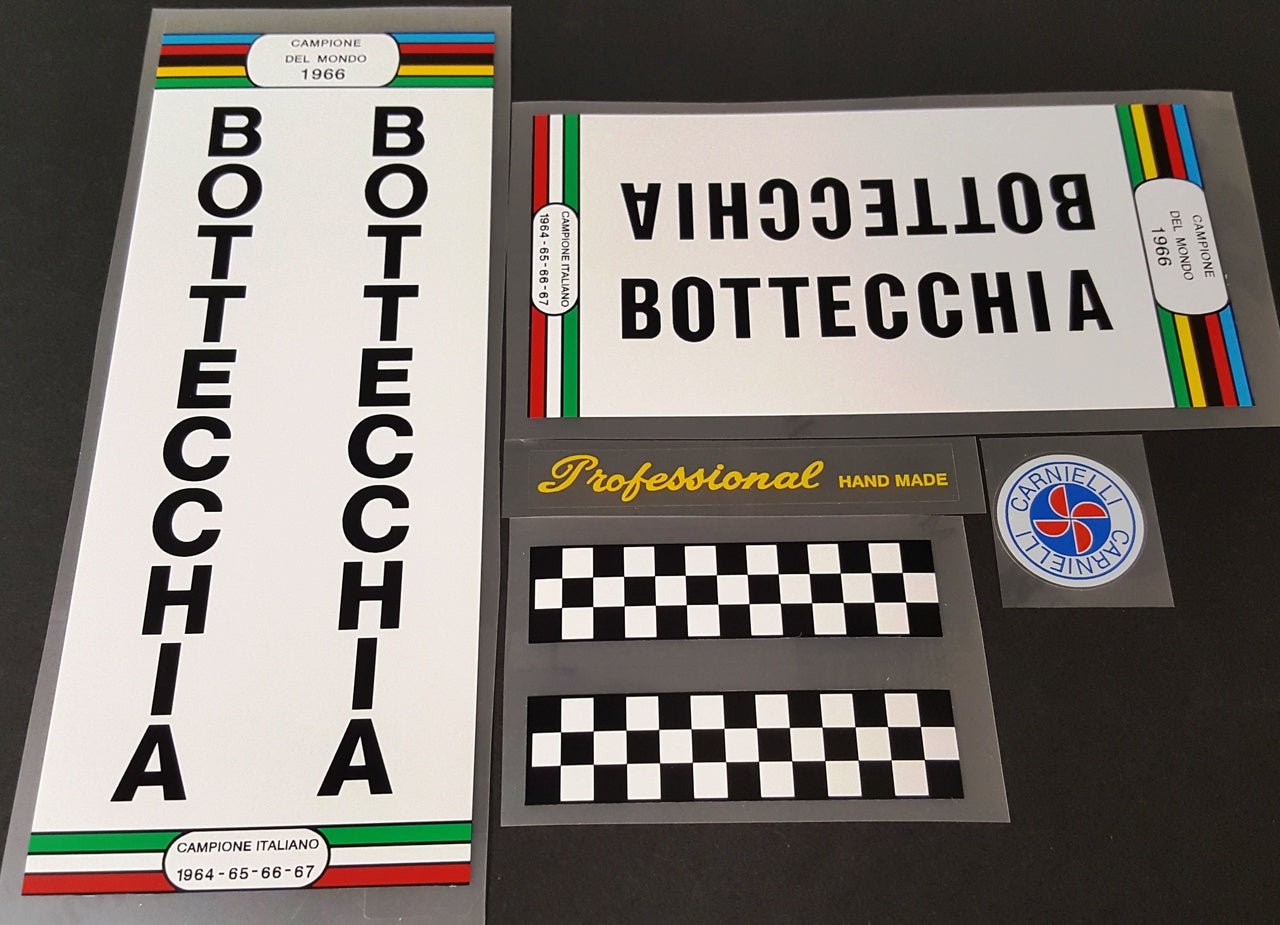 CAMPIONE
DEL MONDO
1966
BOTTECCHIA
BOTTECCHIA
CAMPIONE ITALIANO
1964-65-66-67
CAMPIONE ITALIANO
1964-65-66-67
BOTTECCHIA
BOTTECCHIA
CAMPIONE
DEL MONDO
1966
Professional HAND MADE
CARNIELLI
CARNIELLI